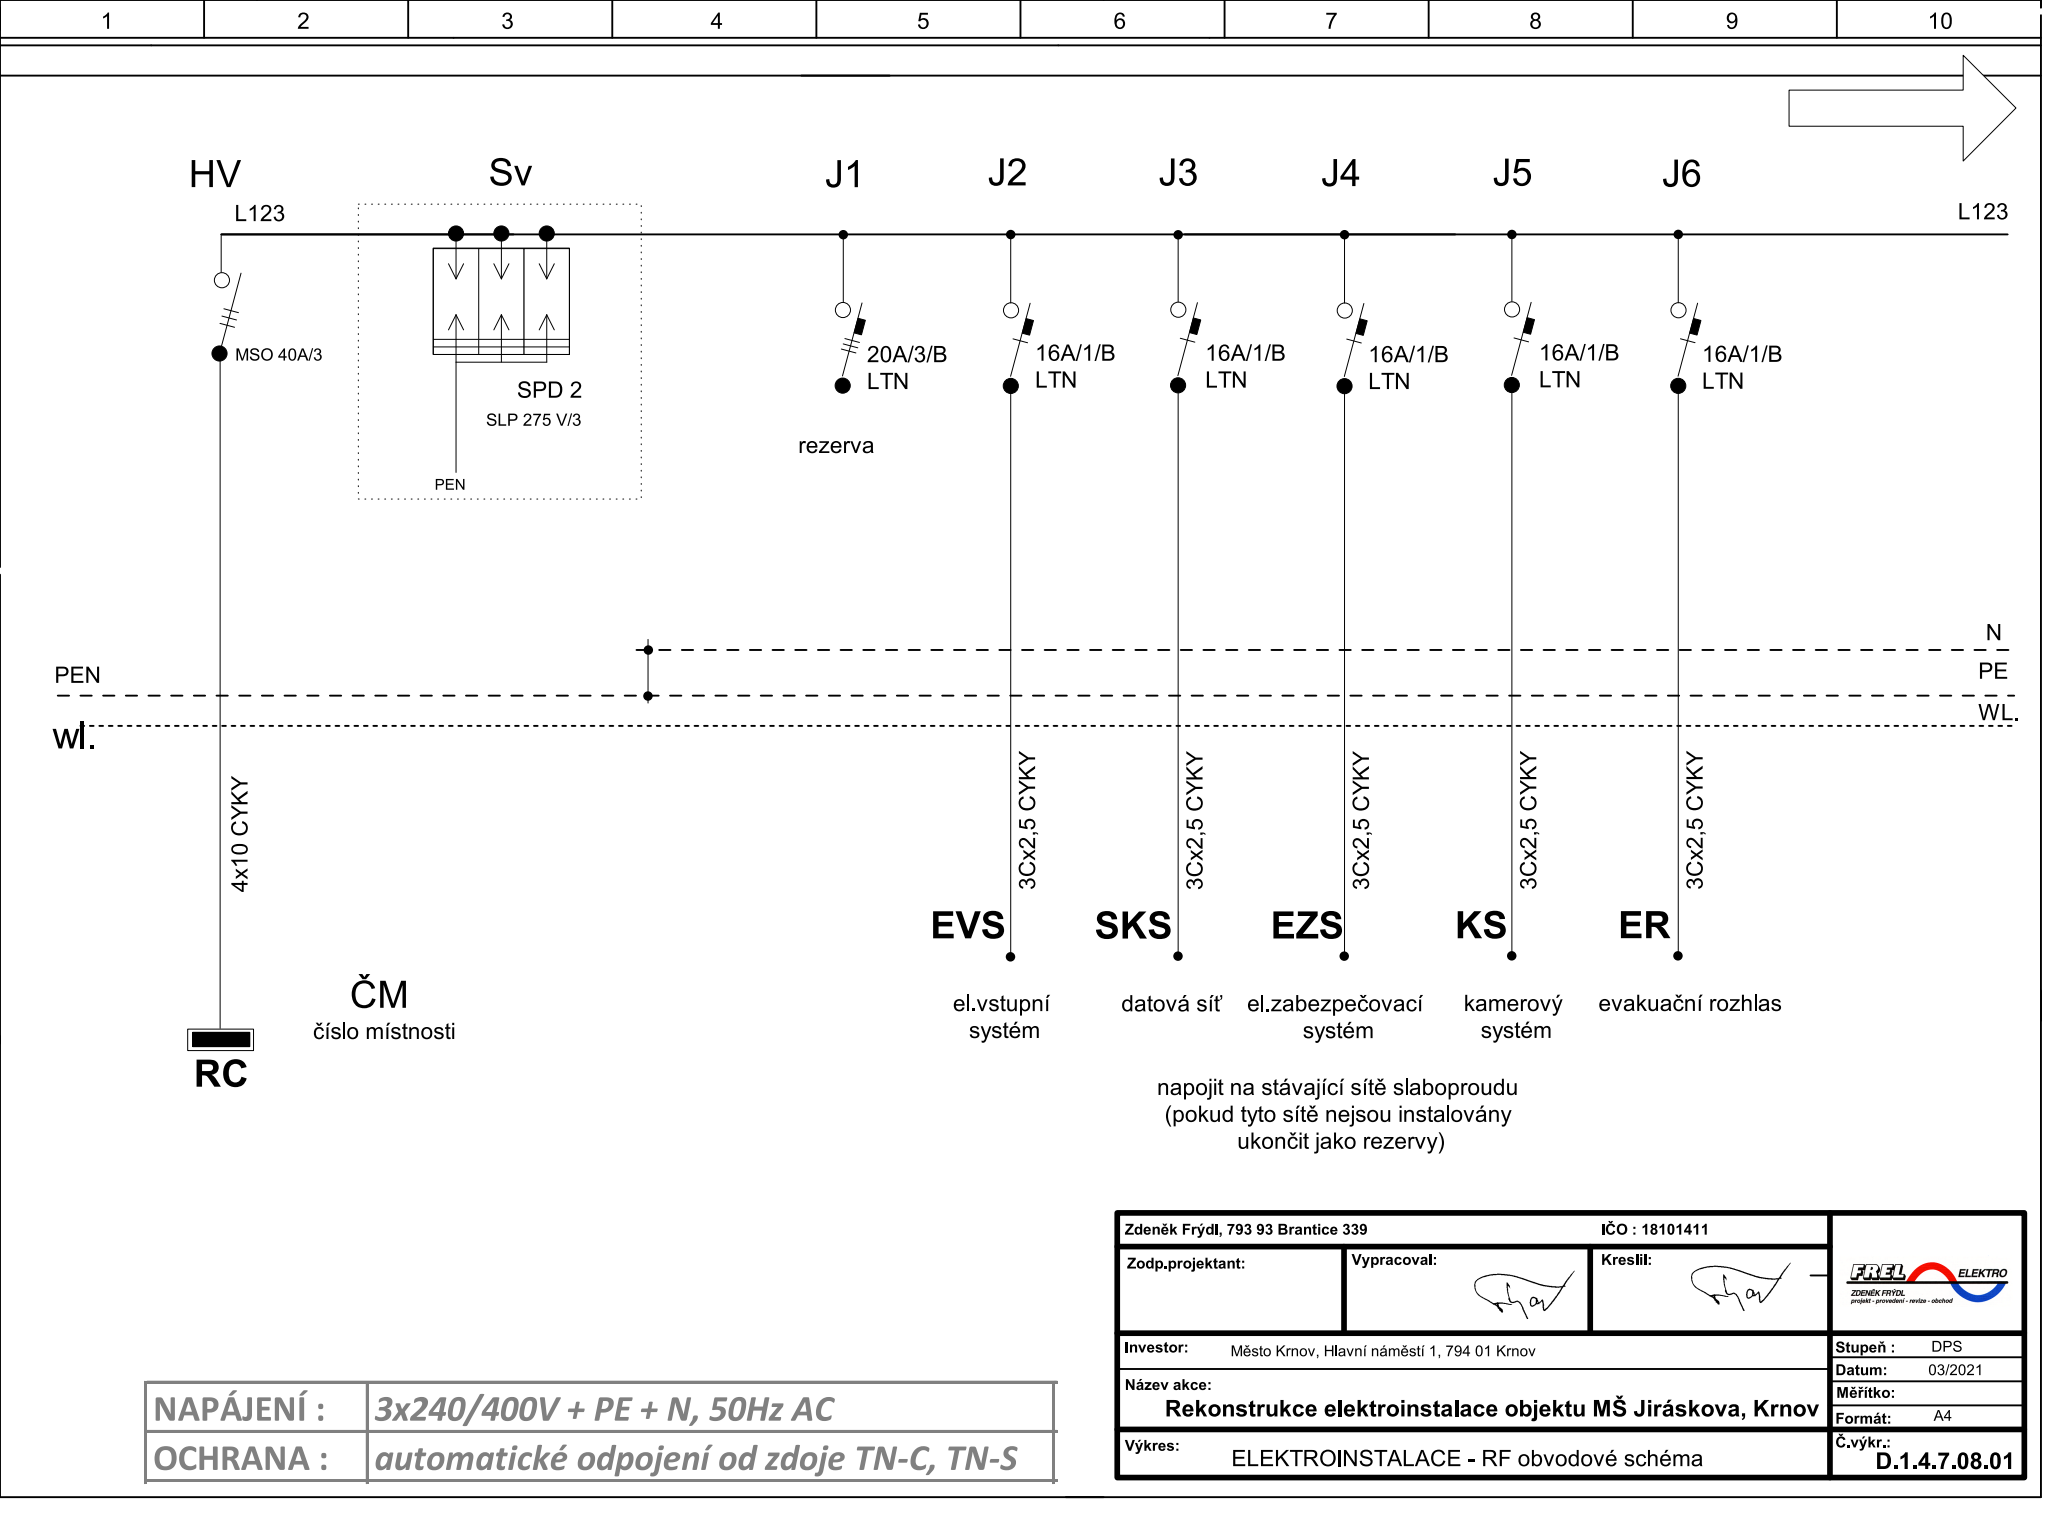 1 2 3 4 5 6 7 8 9 10
HV Sv J1 J2 J3 J4 J5 J6
L123 L123
MSO 40A/3
SPD 2
SLP 275 V/3
PEN
20A/3/B
LTN
rezerva
16A/1/B
LTN
16A/1/B
LTN
16A/1/B
LTN
16A/1/B
LTN
16A/1/B
LTN
N
PEN PE
WL.
wl.
4x10 CYKY
3Cx2,5 CYKY
3Cx2,5 CYKY
3Cx2,5 CYKY
3Cx2,5 CYKY
3Cx2,5 CYKY
RC
ČM
číslo místnosti
EVS
el.vstupní
systém
SKS
datová síť
EZS
el.zabezpečovací
systém
KS
kamerový
systém
ER
evakuační rozhlas
napojit na stávající sítě slaboproudu
(pokud tyto sítě nejsou instalovány
ukončit jako rezervy)
NAPÁJENÍ : 3x240/400V + PE + N, 50Hz AC
OCHRANA : automatické odpojení od zdoje TN-C, TN-S
Zdeněk Frýdl, 793 93 Brantice 339 IČO : 18101411
Zodp.projektant: Vypracoval: Kreslil:
FREL ELEKTRO
ZDENĚK FRÝDL
projekt - provedení - revize - obchod
Investor: Město Krnov, Hlavní náměstí 1, 794 01 Krnov
Název akce:
Rekonstrukce elektroinstalace objektu MŠ Jiráskova, Krnov
Výkres: ELEKTROINSTALACE - RF obvodové schéma
Stupeň : DPS
Datum: 03/2021
Měřítko:
Formát: A4
Č.výkr.:
D.1.4.7.08.01